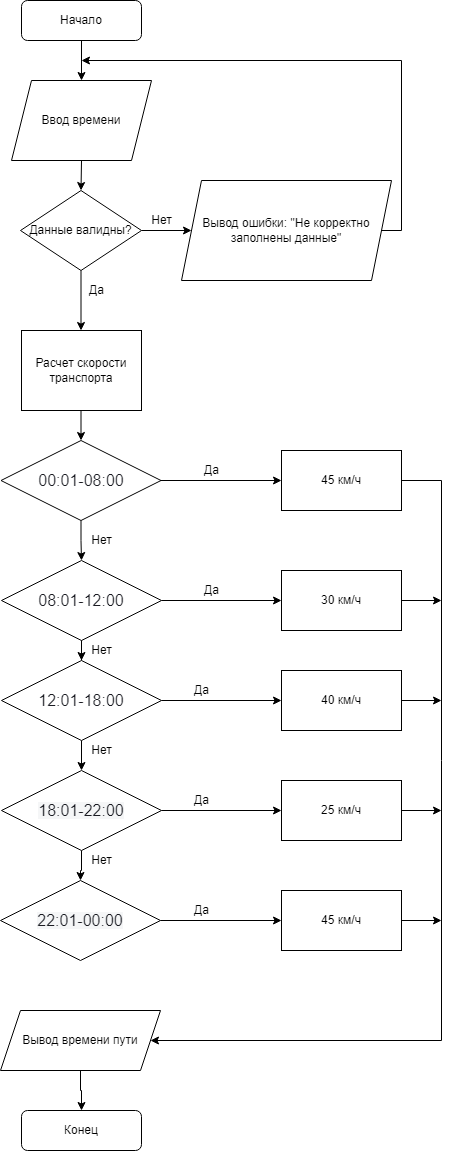 Начало
Ввод времени
Данные валидны?
Нет
Вывод ошибки: "Не корректно
заполнены данные"
Да
Расчет скорости
транспорта
00:01-08:00
Да
45 км/ч
Нет
08:01-12:00
Да
30 км/ч
Нет
12:01-18:00
Да
40 км/ч
Нет
18:01-22:00
Да
25 км/ч
Нет
22:01-00:00
Да
45 км/ч
Вывод времени пути
Конец